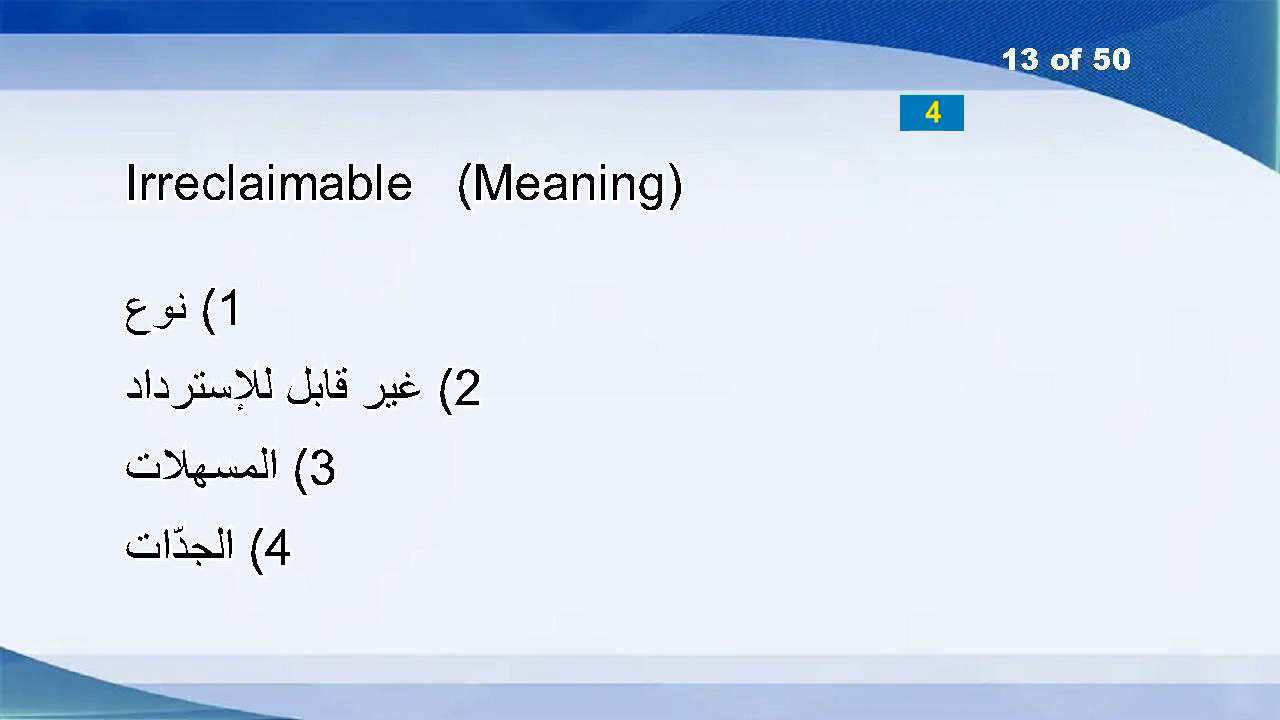 13 of 50
4
Irreclaimable (Meaning)
1) نوع
2) غير قابل للإسترداد
3) المسهلات
4) الجدّات